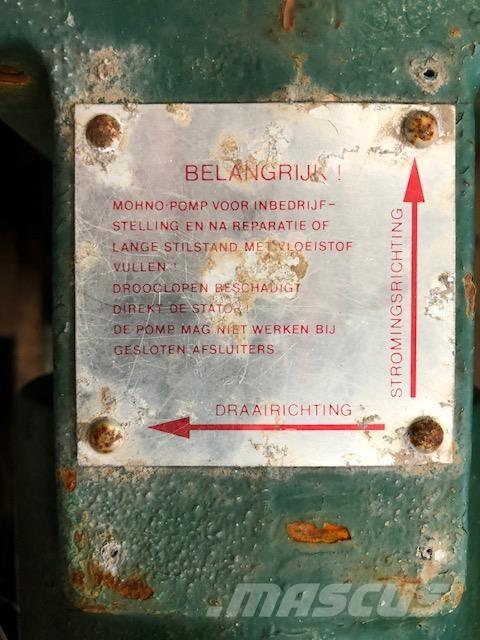 BELANGRIJK !
MOHNO-POMP VOOR INBEDRIJF-
STELLING EN NA REPARATIE OF
LANGE STILSTAND MET VLOEISTOF
VULLEN !
DROOGLOPEN BESCHADIGT
DIREKT DE STATOR
DE POMP MAG NIET WERKEN BIJ
GESLOTEN AFSLUITERS
STROMINGSRICHTING
DRAAIRICHTING
MASCUS